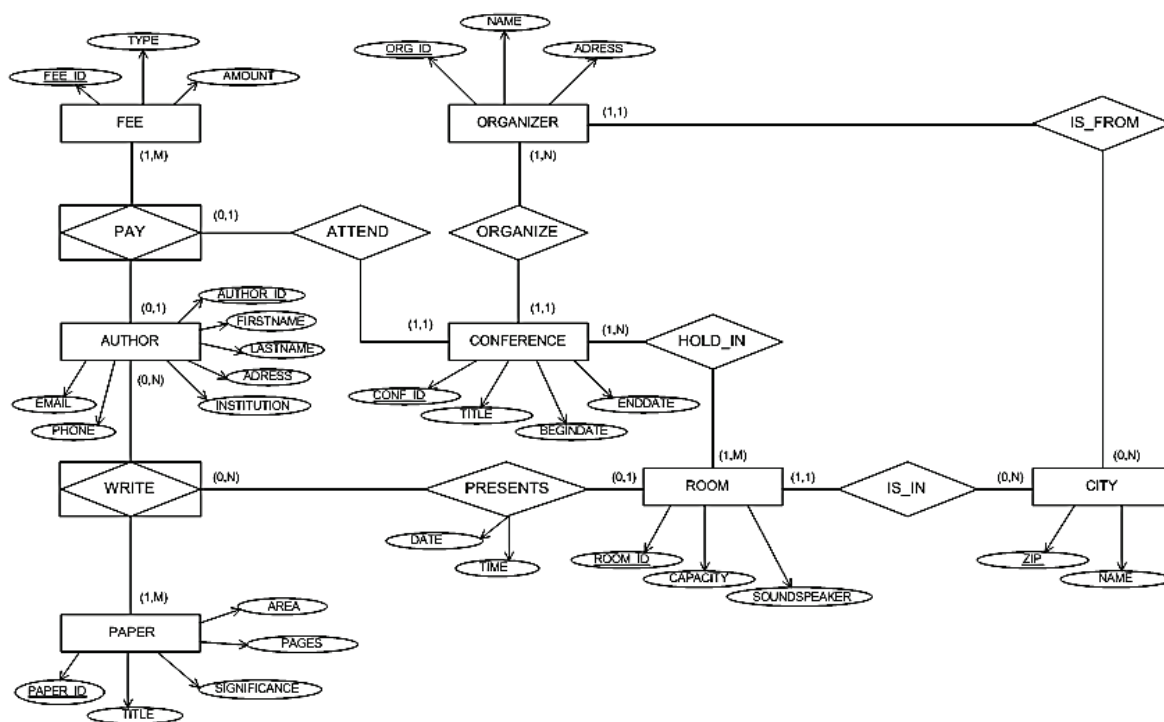 NAME
TYPE
ORG_ID
ADRESS
FEE_ID
AMOUNT
FEE
ORGANIZER
(1,1)
IS_FROM
(1,M)
(1,N)
(0,1)
PAY
ATTEND
ORGANIZE
AUTHOR_ID
(0,1)
FIRSTNAME
(1,1)
(1,1)
(1,N)
AUTHOR
CONFERENCE
HOLD_IN
LASTNAME
(0,N)
ADRESS
EMAIL
INSTITUTION
CONF_ID
ENDDATE
PHONE
TITLE
BEGINDATE
(1,M)
(0,N)
(0,N)
(0,1)
(1,1)
(0,N)
WRITE
PRESENTS
ROOM
IS_IN
CITY
DATE
ROOM_ID
ZIP
TIME
CAPACITY
NAME
SOUNDSPEAKER
(1,M)
AREA
PAPER
PAGES
PAPER_ID
SIGNIFICANCE
TITLE